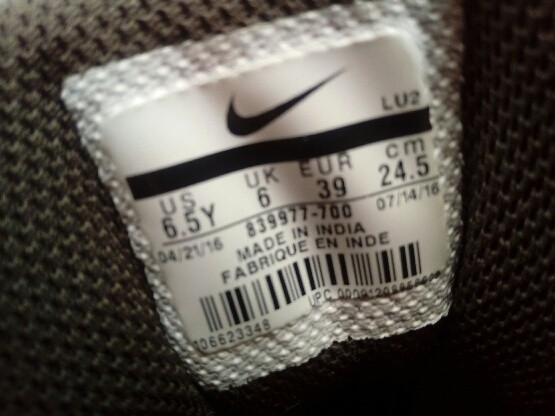 LU2
US UK EUR cm
6.5Y 6 39 24.5
839977-700
04/21/16 07/14/16
MADE IN INDIA
FABRIQUE EN INDE
UPC